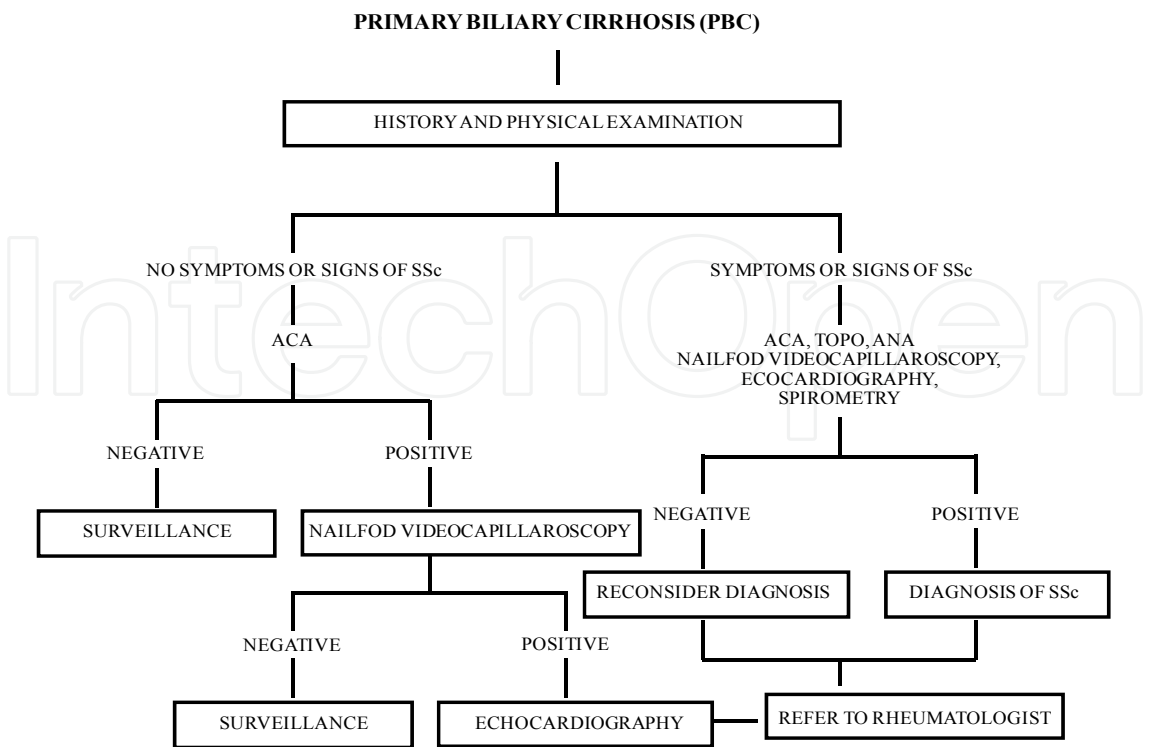 PRIMARY BILIARY CIRRHOSIS (PBC)
HISTORY AND PHYSICAL EXAMINATION
NO SYMPTOMS OR SIGNS OF SSc
SYMPTOMS OR SIGNS OF SSc
ACA
ACA, TOPO, ANA
NAILFOD VIDEOCAPILLAROSCOPY,
ECOCARDIOGRAPHY,
SPIROMETRY
NEGATIVE
POSITIVE
SURVEILLANCE
NAILFOD VIDEOCAPILLAROSCOPY
NEGATIVE
POSITIVE
RECONSIDER DIAGNOSIS
DIAGNOSIS OF SSc
NEGATIVE
POSITIVE
SURVEILLANCE
ECHOCARDIOGRAPHY
REFER TO RHEUMATOLOGIST
IntechOpen